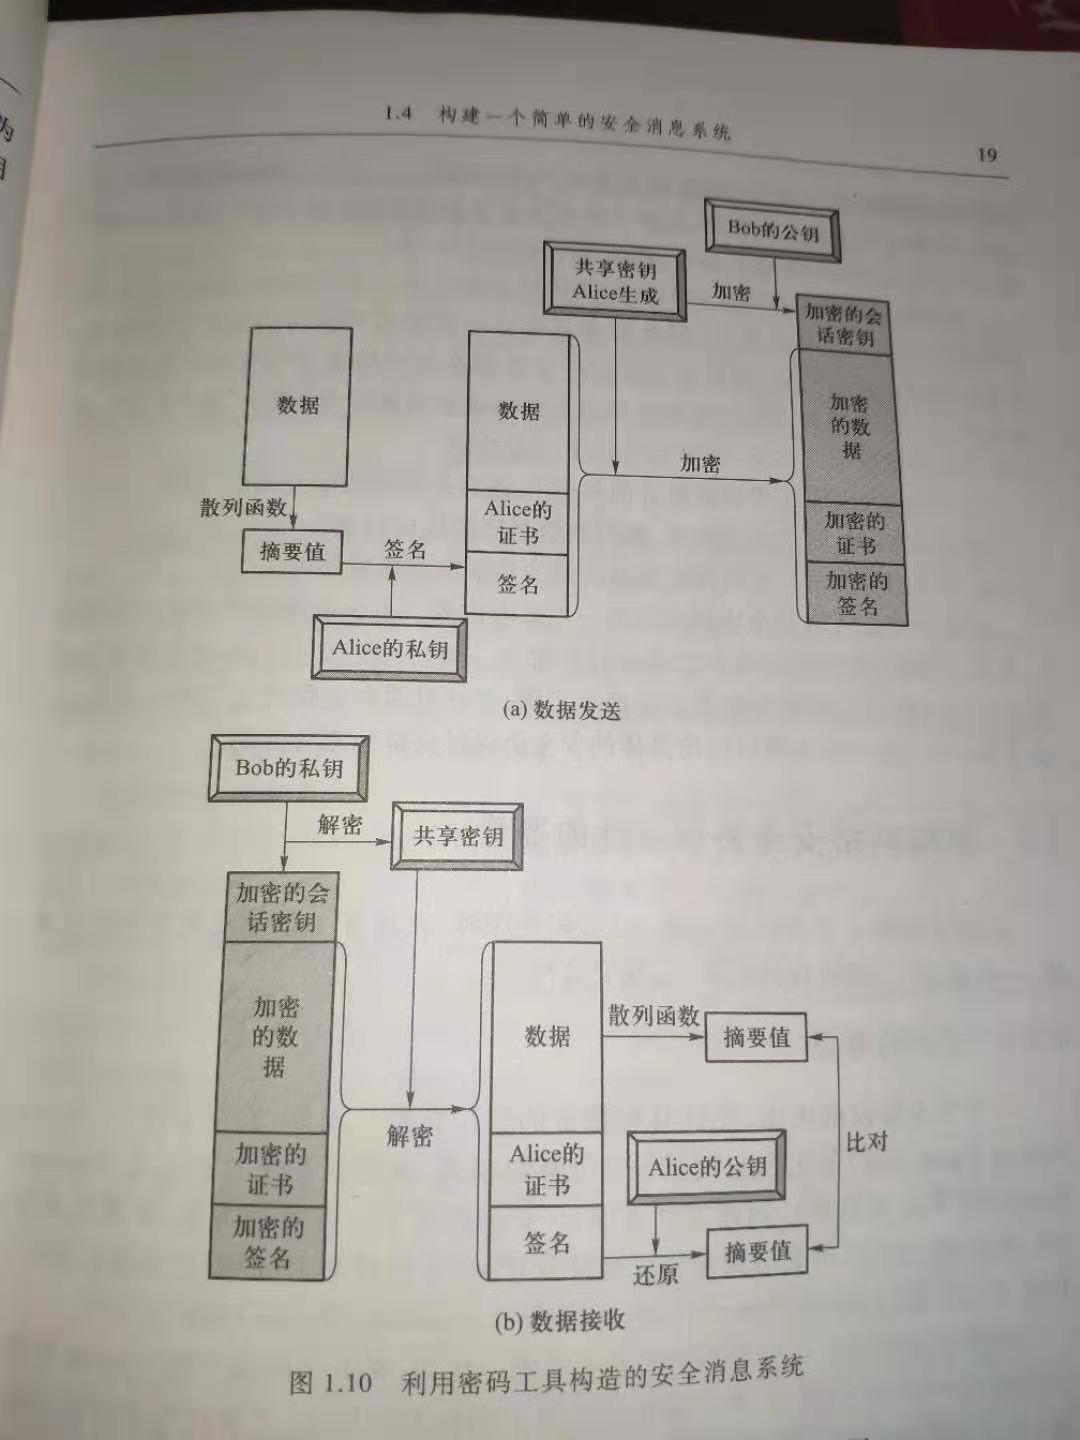 为
1.4 构建一个简单的安全消息系统
19
Bob的公钥
共享密钥
Alice生成
加密
加密的会
话密钥
数据
数据
加密
的数
据
加密
散列函数
Alice的
证书
加密的
证书
摘要值
签名
签名
加密的
签名
Alice的私钥
(a) 数据发送
Bob的私钥
解密
共享密钥
加密的会
话密钥
加密
的数
据
数据
散列函数
摘要值
解密
比对
加密的
证书
Alice的
证书
Alice的公钥
加密的
签名
签名
还原
摘要值
(b) 数据接收
图 1.10 利用密码工具构造的安全消息系统